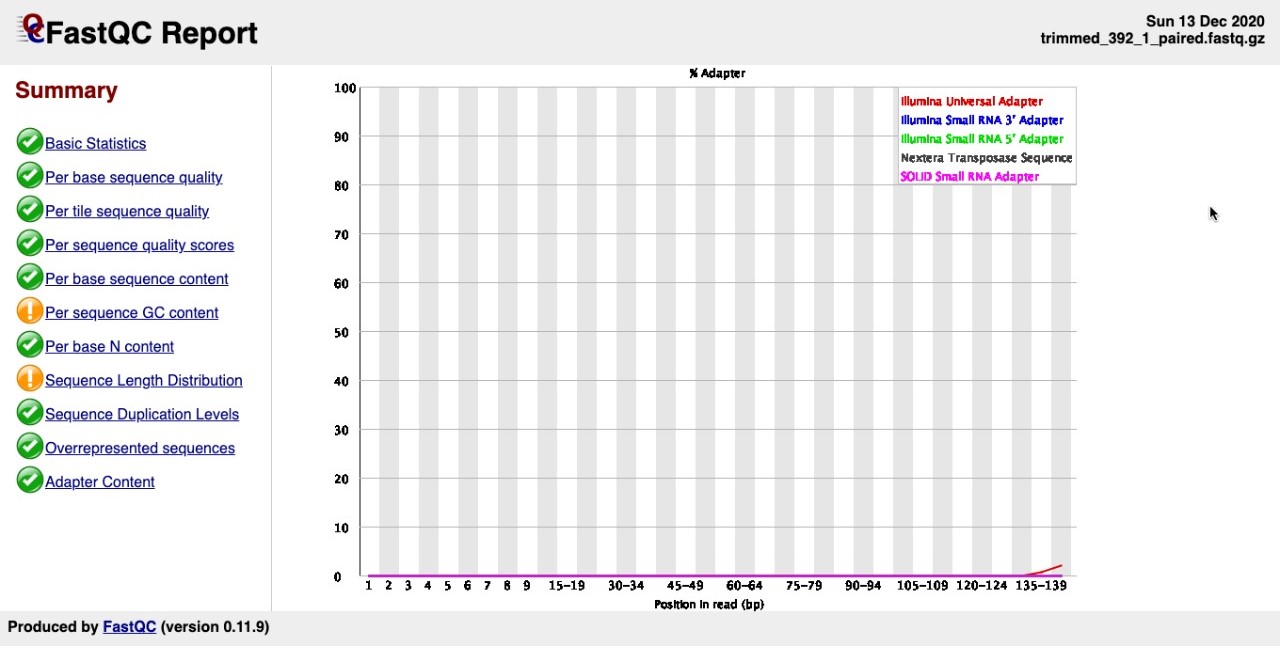 FastQC Report
Sun 13 Dec 2020
trimmed_392_1_paired.fastq.gz
Summary
Basic Statistics
Per base sequence quality
Per tile sequence quality
Per sequence quality scores
Per base sequence content
Per sequence GC content
Per base N content
Sequence Length Distribution
Sequence Duplication Levels
Overrepresented sequences
Adapter Content
% Adapter
Illumina Universal Adapter
Illumina Small RNA 3' Adapter
Illumina Small RNA 5' Adapter
Nextera Transposase Sequence
SOLID Small RNA Adapter
100
90
80
70
60
50
40
30
20
10
0
1 2 3 4 5 6 7 8 9 15-19 30-34 45-49 60-64 75-79 90-94 105-109 120-124 135-139
Position in read (bp)
Produced by FastQC (version 0.11.9)